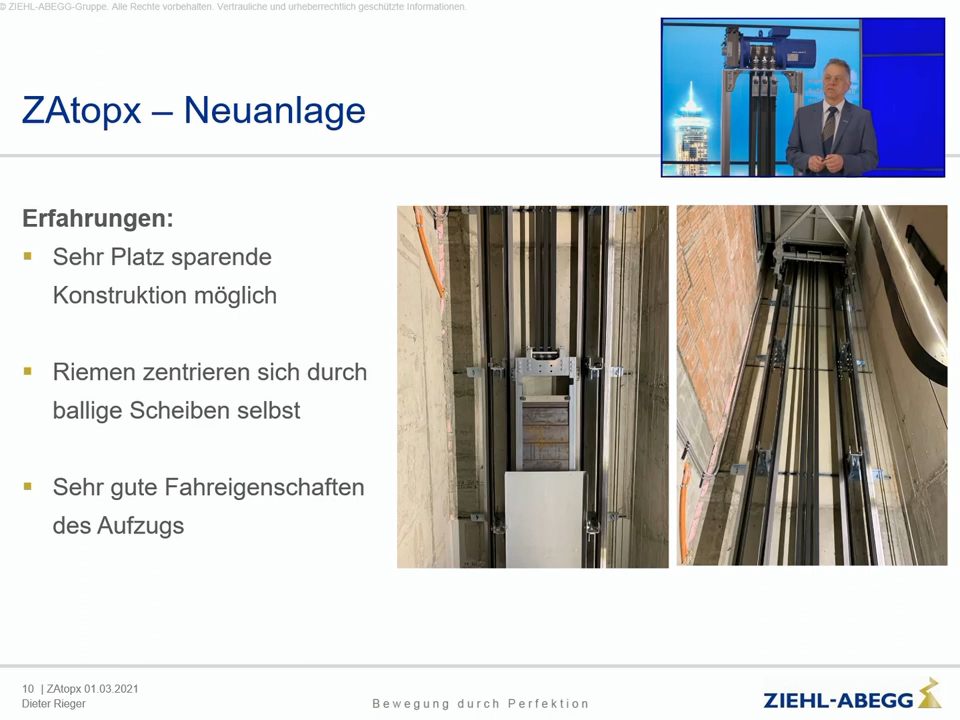 © ZIEHL-ABEGG-Gruppe. Alle Rechte vorbehalten. Vertrauliche und urheberrechtlich geschützte Informationen.
ZAtopx – Neuanlage
Erfahrungen:
▪ Sehr Platz sparende
Konstruktion möglich
▪ Riemen zentrieren sich durch
ballige Scheiben selbst
▪ Sehr gute Fahreigenschaften
des Aufzugs
10 | ZAtopx 01.03.2021
Dieter Rieger
Bewegung durch Perfektion
ZIEHL-ABEGG